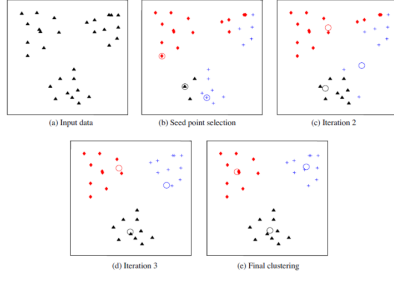 (a) Input data
(b) Seed point selection
(c) Iteration 2
(d) Iteration 3
(e) Final clustering